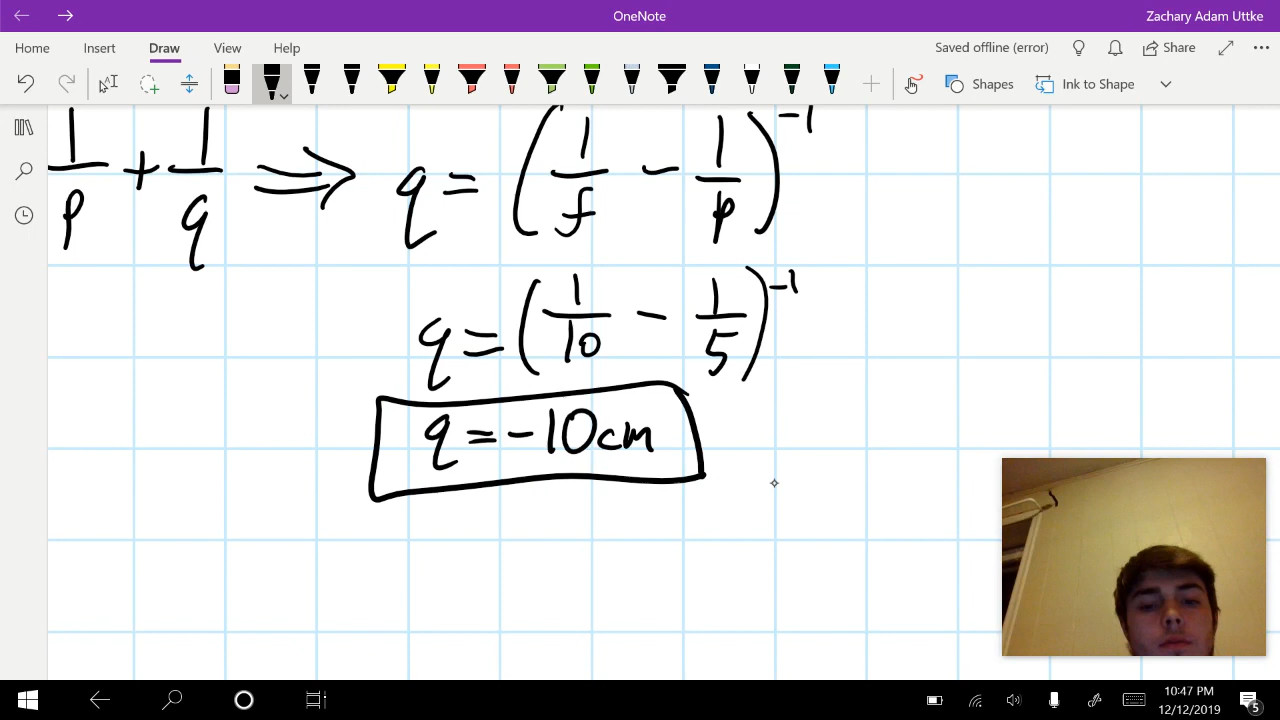 OneNote
Zachary Adam Uttke
Home Insert Draw View Help
Saved offline (error) Share
Shapes Ink to Shape
1/p + 1/q ⟹ q = (1/f - 1/p)^-1
q = (1/10 - 1/5)^-1
q = -10cm
10:47 PM
12/12/2019
5